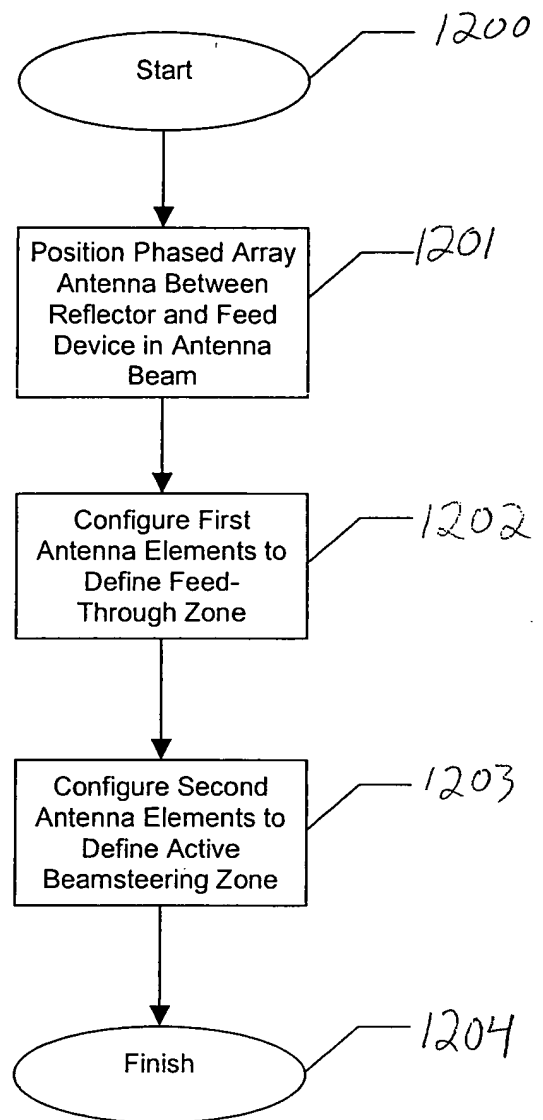 1200
Start
1201
Position Phased Array
Antenna Between
Reflector and Feed
Device in Antenna
Beam
1202
Configure First
Antenna Elements to
Define Feed-
Through Zone
1203
Configure Second
Antenna Elements to
Define Active
Beamsteering Zone
1204
Finish